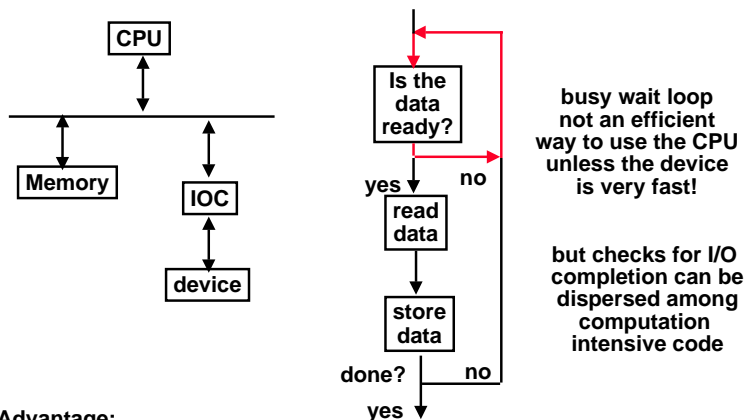 CPU
Memory
IOC
device
Is the
data
ready?
yes
no
read
data
store
data
done?
no
yes
busy wait loop
not an efficient
way to use the CPU
unless the device
is very fast!
but checks for I/O
completion can be
dispersed among
computation
intensive code
Advantage: